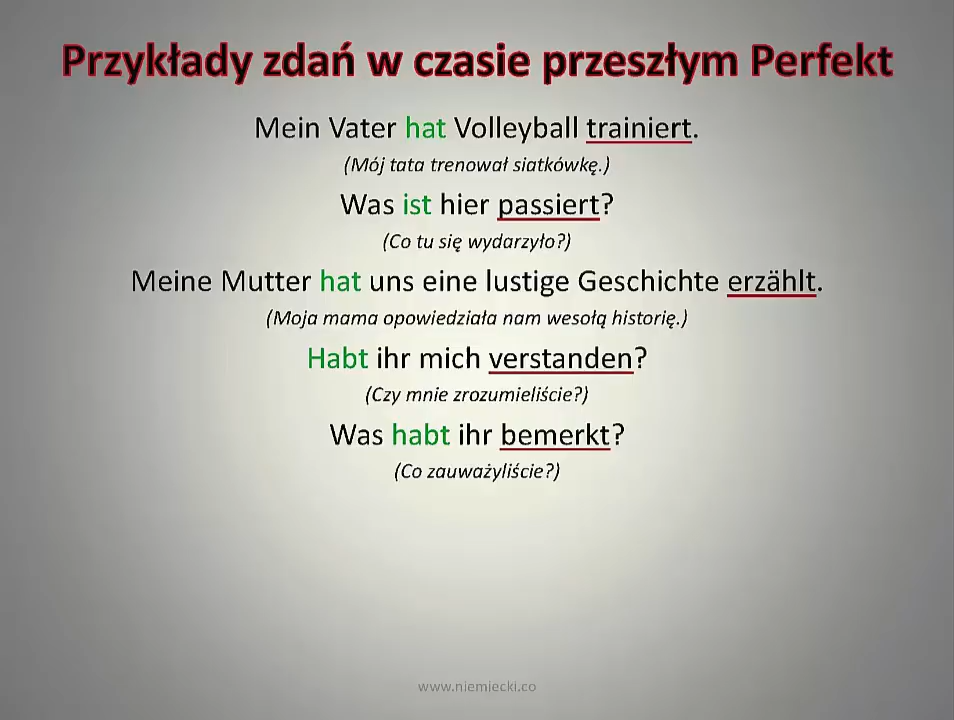 Przykłady zdań w czasie przeszłym Perfekt
Mein Vater hat Volleyball trainiert.
(Mój tata trenował siatkówkę.)
Was ist hier passiert?
(Co tu się wydarzyło?)
Meine Mutter hat uns eine lustige Geschichte erzählt.
(Moja mama opowiedziała nam wesołą historię.)
Habt ihr mich verstanden?
(Czy mnie zrozumieliście?)
Was habt ihr bemerkt?
(Co zauważyliście?)
www.niemiecki.co